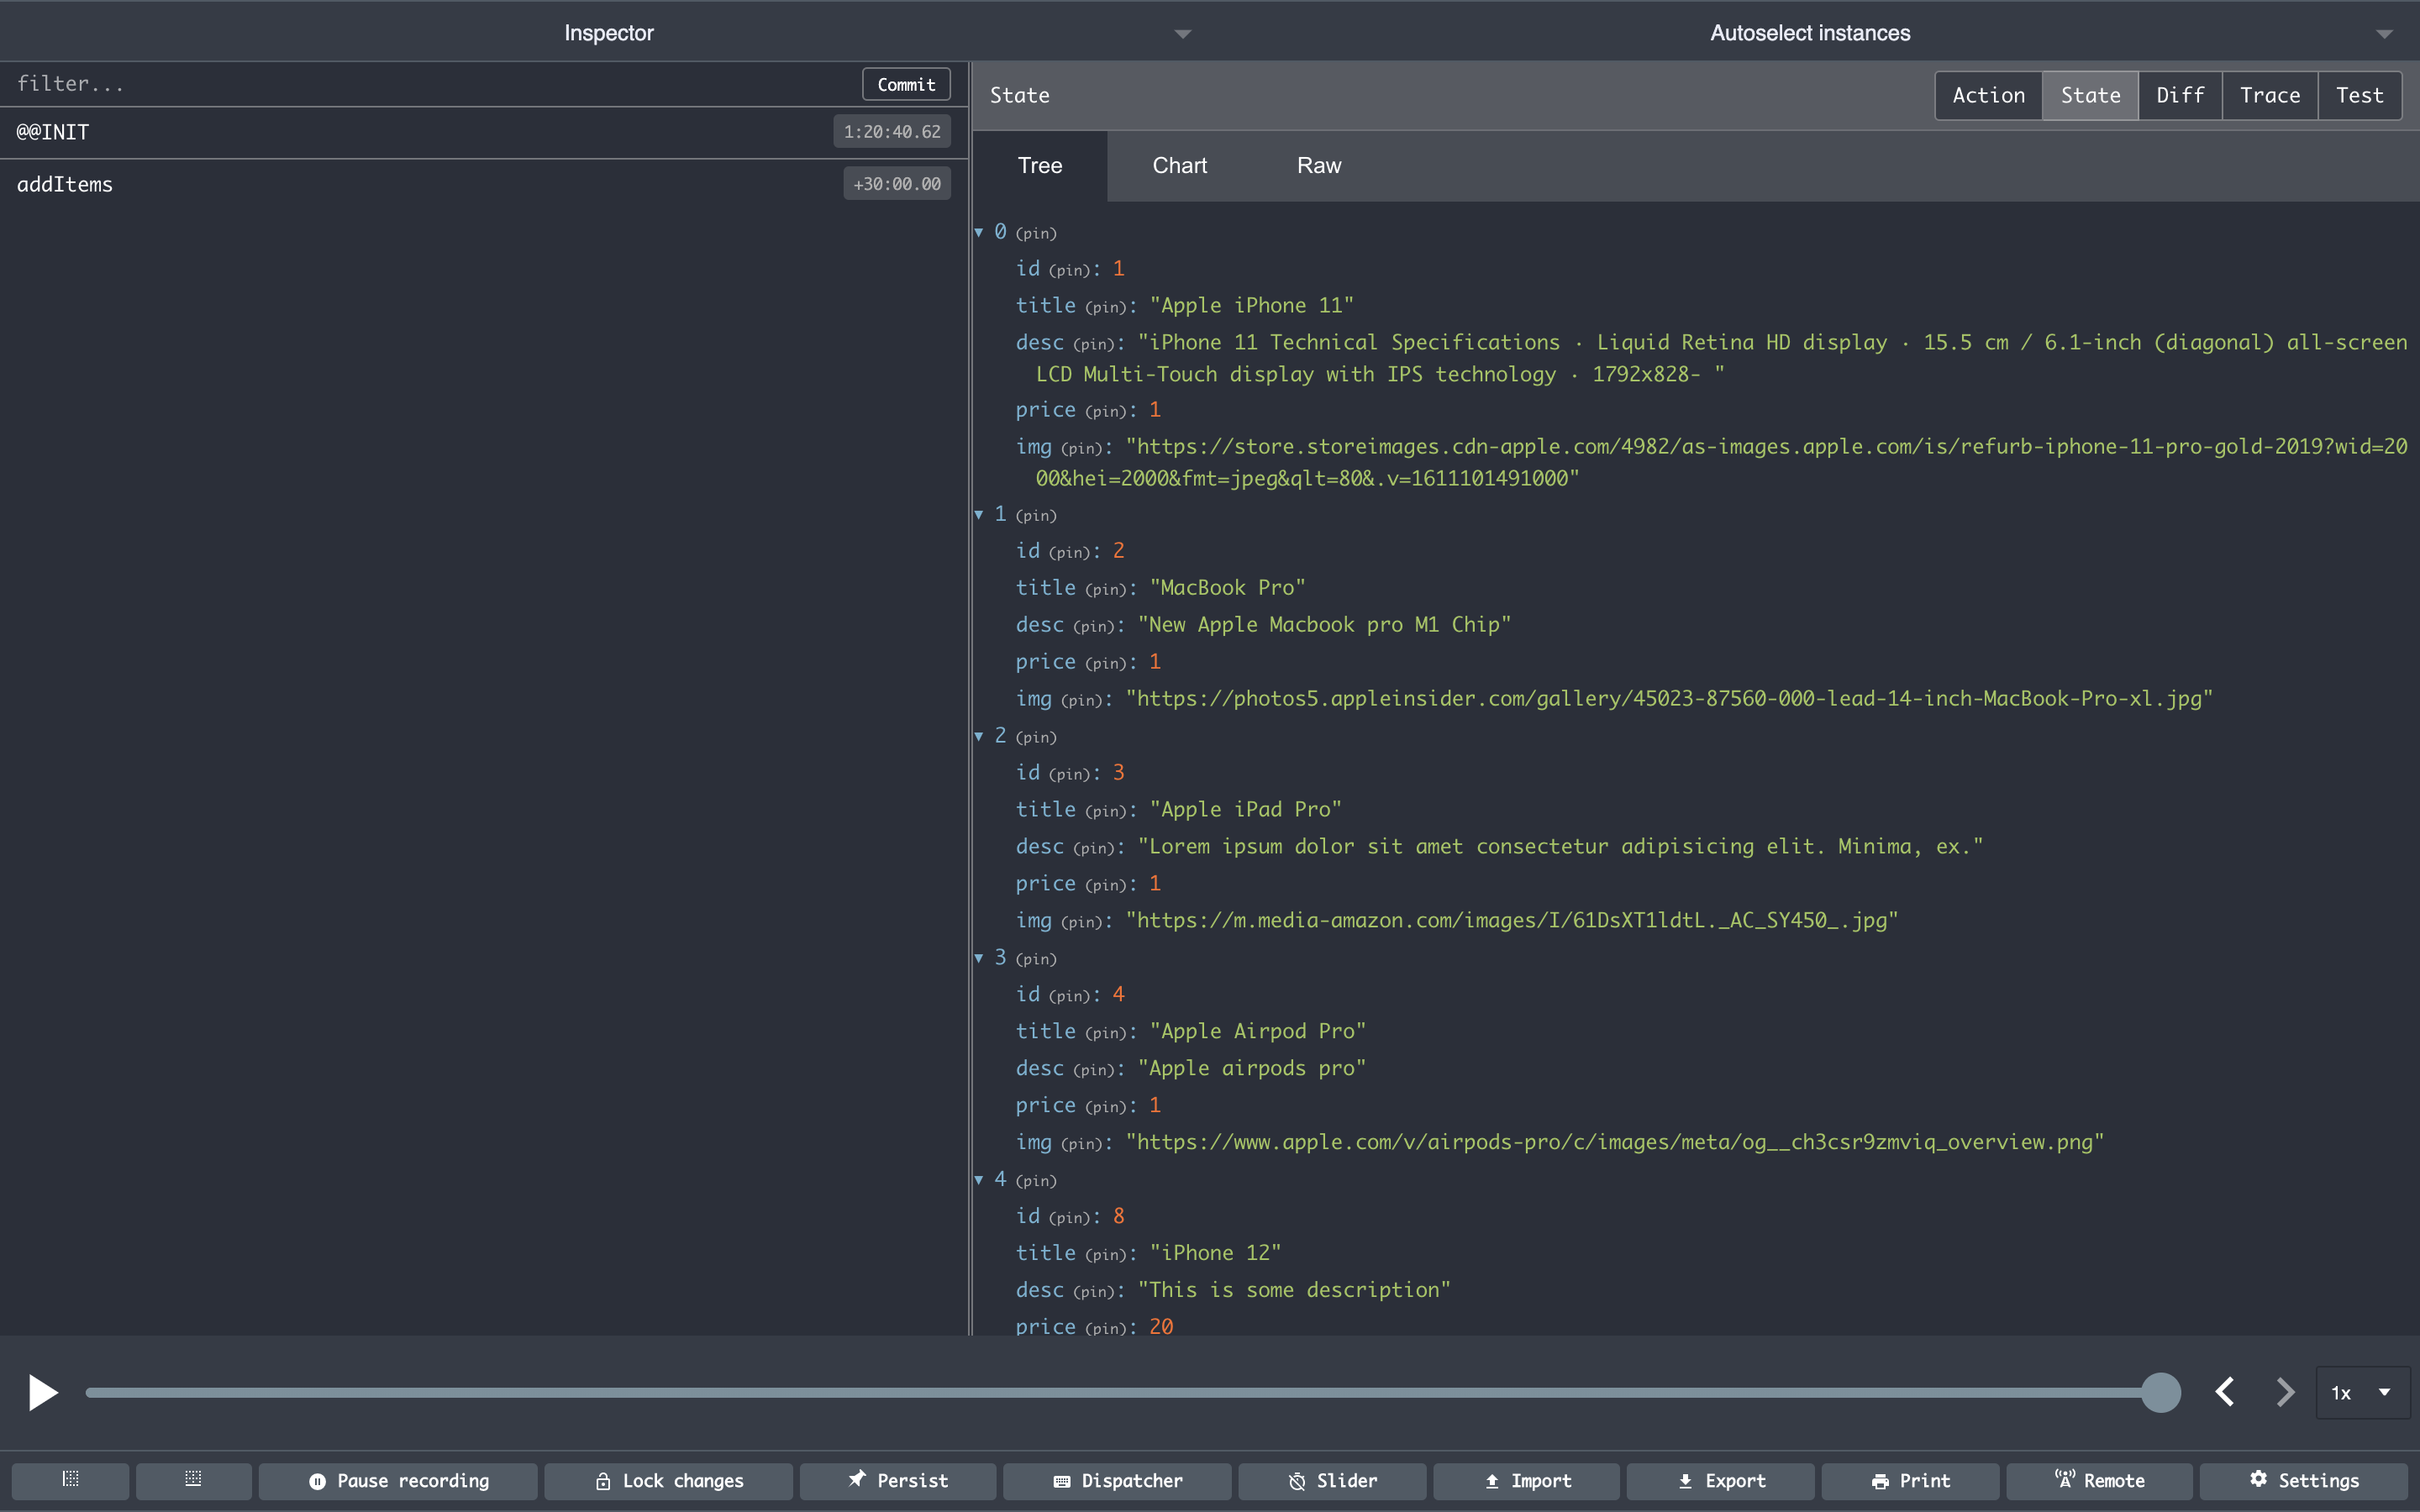 Inspector
Autoselect instances
filter...
Commit
@@INIT
1:20:40.62
addItems
+30:00.00
State
Action
State
Diff
Trace
Test
Tree
Chart
Raw
0 (pin)
id (pin): 1
title (pin): "Apple iPhone 11"
desc (pin): "iPhone 11 Technical Specifications · Liquid Retina HD display · 15.5 cm / 6.1-inch (diagonal) all-screen
LCD Multi-Touch display with IPS technology · 1792x828- "
price (pin): 1
img (pin): "https://store.storeimages.cdn-apple.com/4982/as-images.apple.com/is/refurb-iphone-11-pro-gold-2019?wid=20
00&hei=2000&fmt=jpeg&qlt=80&.v=1611101491000"
1 (pin)
id (pin): 2
title (pin): "MacBook Pro"
desc (pin): "New Apple Macbook pro M1 Chip"
price (pin): 1
img (pin): "https://photos5.appleinsider.com/gallery/45023-87560-000-lead-14-inch-MacBook-Pro-xl.jpg"
2 (pin)
id (pin): 3
title (pin): "Apple iPad Pro"
desc (pin): "Lorem ipsum dolor sit amet consectetur adipisicing elit. Minima, ex."
price (pin): 1
img (pin): "https://m.media-amazon.com/images/I/61DsXT1ldtL._AC_SY450_.jpg"
3 (pin)
id (pin): 4
title (pin): "Apple Airpod Pro"
desc (pin): "Apple airpods pro"
price (pin): 1
img (pin): "https://www.apple.com/v/airpods-pro/c/images/meta/og__ch3csr9zmviq_overview.png"
4 (pin)
id (pin): 8
title (pin): "iPhone 12"
desc (pin): "This is some description"
price (pin): 20
1x
Pause recording
Lock changes
Persist
Dispatcher
Slider
Import
Export
Print
Remote
Settings